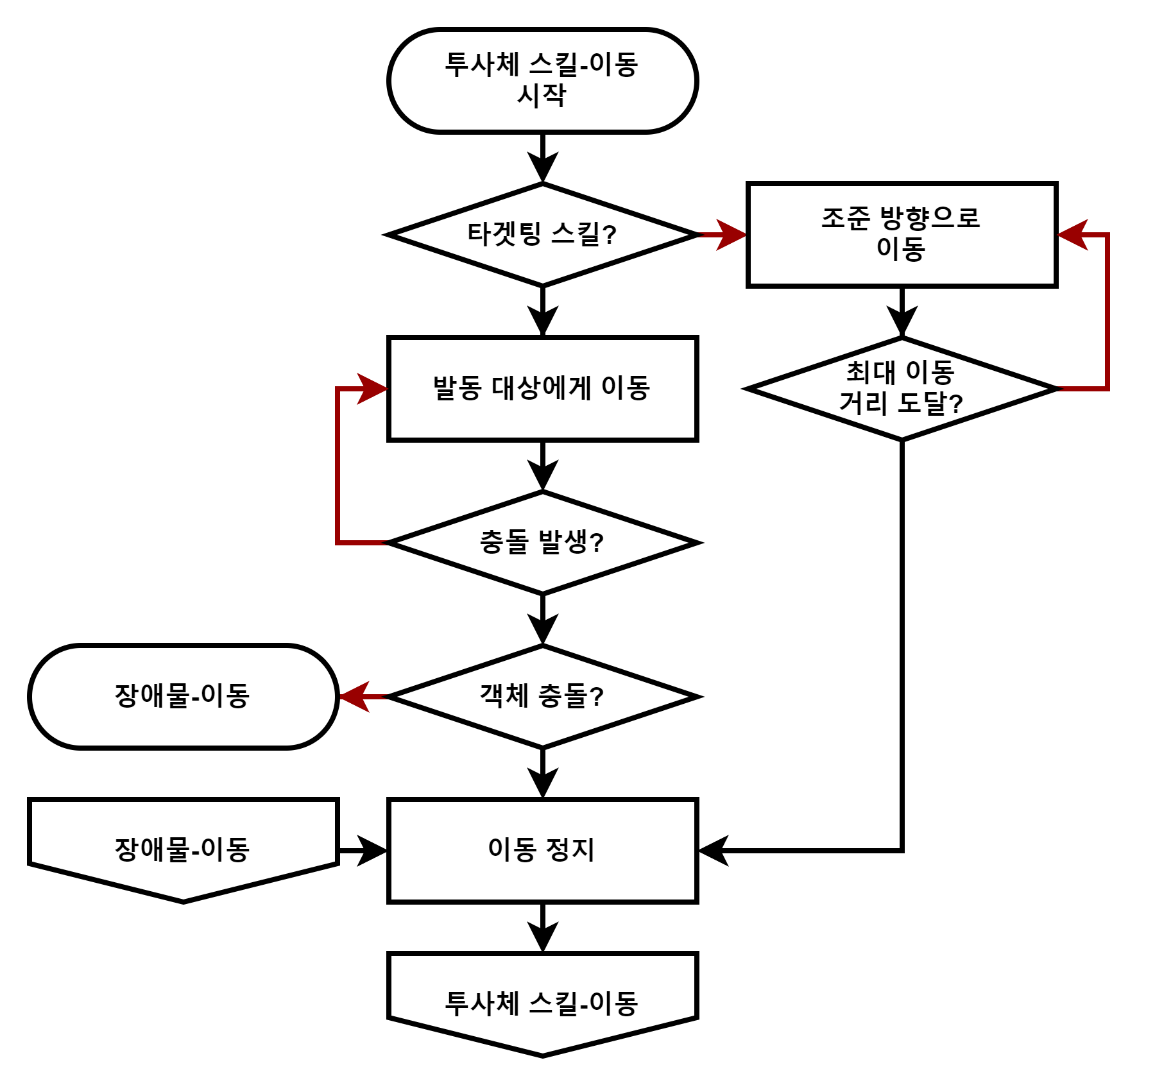 투사체 스킬-이동
시작
타겟팅 스킬?
조준 방향으로
이동
발동 대상에게 이동
최대 이동
거리 도달?
충돌 발생?
장애물-이동
객체 충돌?
장애물-이동
이동 정지
투사체 스킬-이동